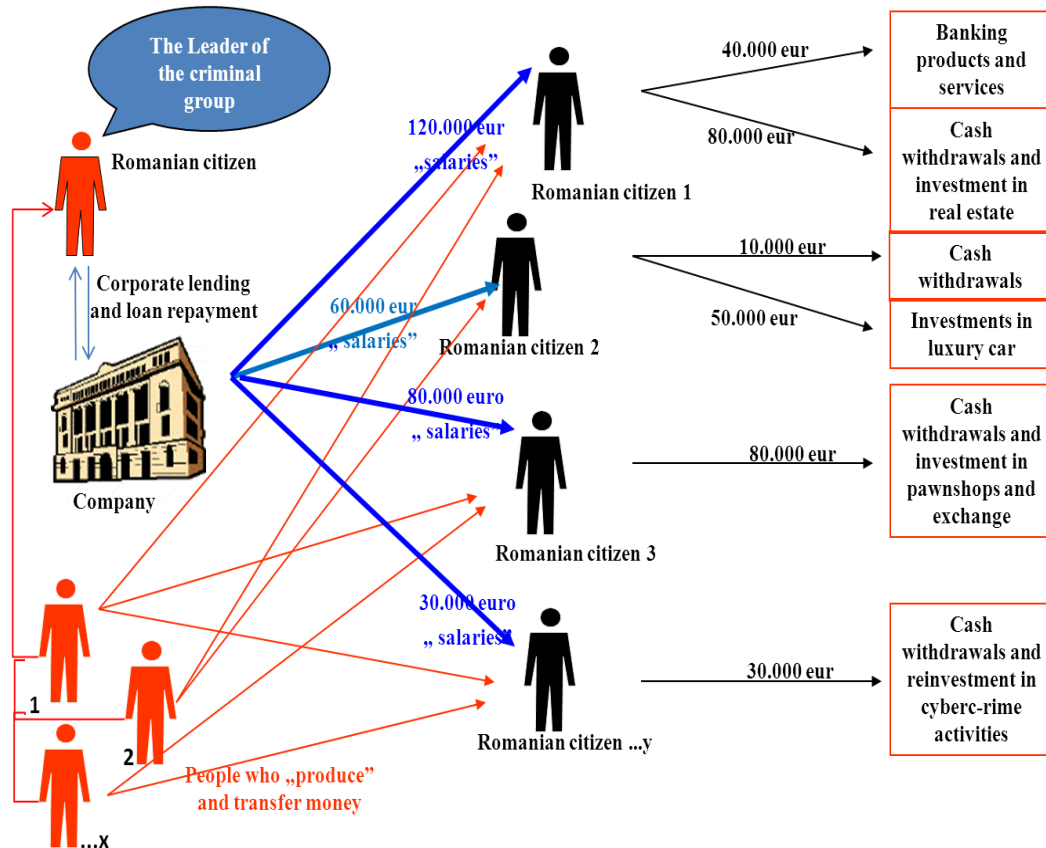 The Leader of
the criminal
group
Romanian citizen
Corporate lending
and loan repayment
Company
120.000 eur
„salaries”
60.000 eur
„ salaries”
80.000 euro
„ salaries”
30.000 euro
„ salaries”
Romanian citizen 1
Romanian citizen 2
Romanian citizen 3
Romanian citizen ...y
40.000 eur
80.000 eur
10.000 eur
50.000 eur
80.000 eur
30.000 eur
Banking
products and
services
Cash
withdrawals and
investment in
real estate
Cash
withdrawals
Investments in
luxury car
Cash
withdrawals and
investment in
pawnshops and
exchange
Cash
withdrawals and
reinvestment in
cyberc-rime
activities
1
2
...x
People who „produce”
and transfer money